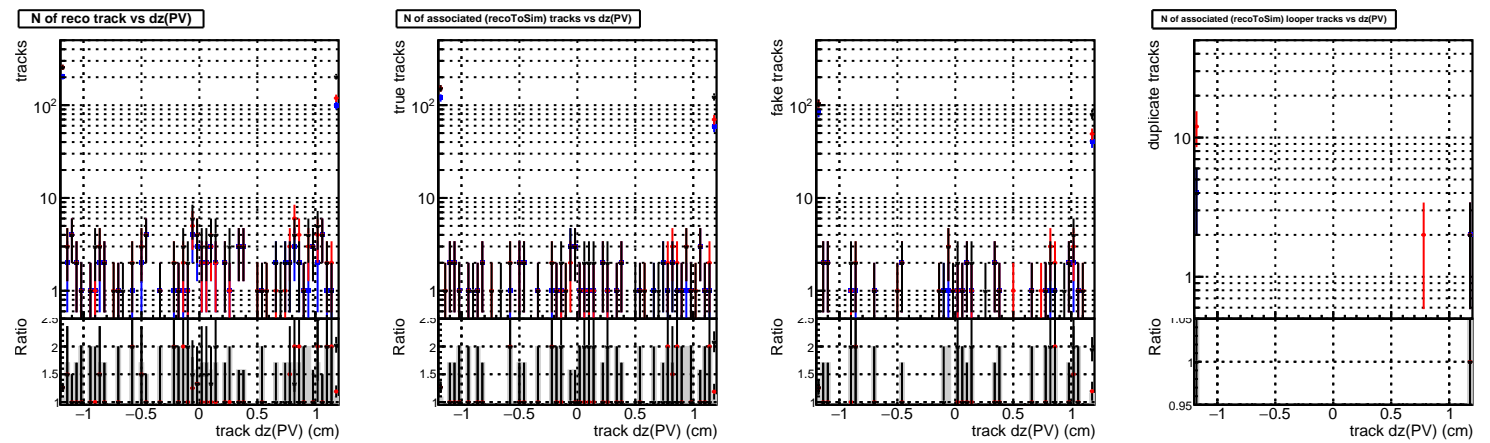 N of reco track vs dz(PV)
tracks
10²
10
1
Ratio
2.5
2
1.5
1
−1 −0.5 0 0.5 1
track dz(PV) (cm)
N of associated (recoToSim) tracks vs dz(PV)
true tracks
10²
10
1
Ratio
2.5
2
1.5
1
−1 −0.5 0 0.5 1
track dz(PV) (cm)
fake tracks
10²
10
1
Ratio
2.5
2
1.5
1
−1 −0.5 0 0.5 1
track dz(PV) (cm)
N of associated (recoToSim) looper tracks vs dz(PV)
duplicate tracks
10
1
Ratio
1.05
1
0.95
−1 −0.5 0 0.5 1
track dz(PV) (cm)